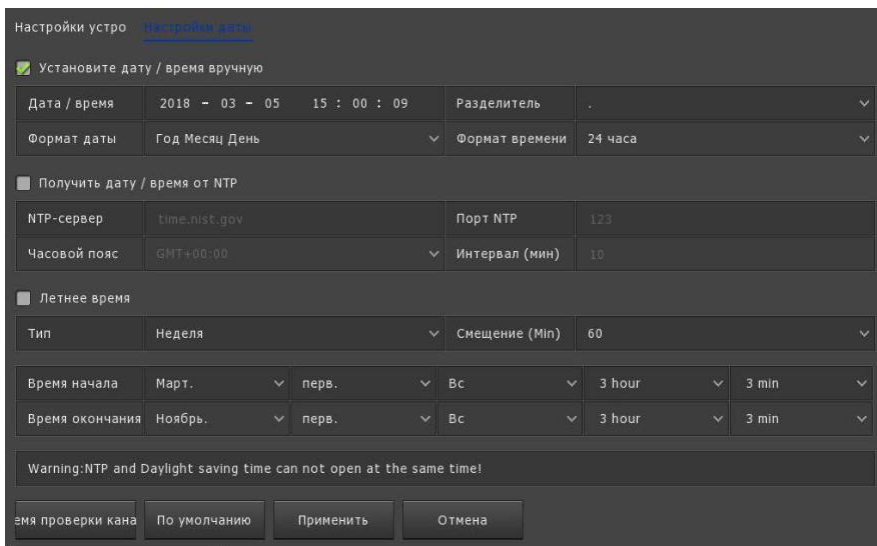 Настройки устро Настройки даты
Установите дату / время вручную
Дата / время 2018 - 03 - 05 15 : 00 : 09 Разделитель .
Формат даты Год Месяц День Формат времени 24 часа
Получить дату / время от NTP
NTP-сервер time.nist.gov Порт NTP 123
Часовой пояс GMT+00:00 Интервал (мин) 10
Летнее время
Тип Неделя Смещение (Min) 60
Время начала Март. перв. Вс 3 hour 3 min
Время окончания Ноябрь. перв. Вс 3 hour 3 min
Warning:NTP and Daylight saving time can not open at the same time!
емя проверки кана По умолчанию Применить Отмена